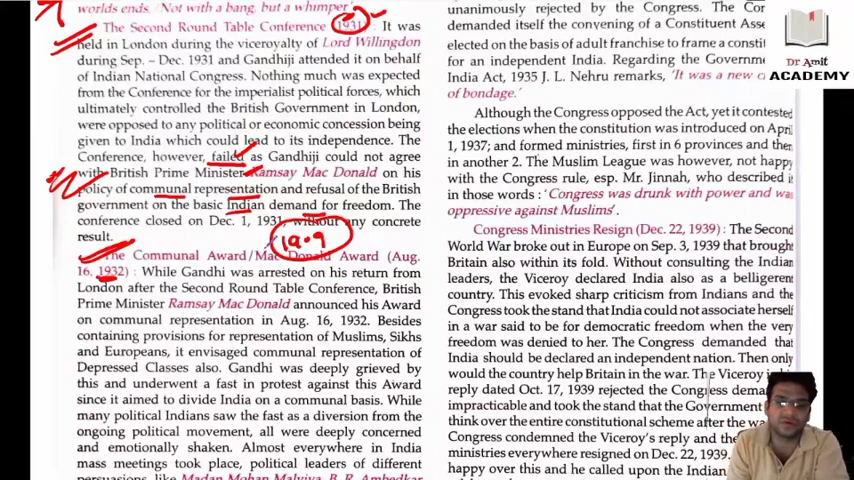 worlds ends. 'Not with a bang, but a whimper'.
The Second Round Table Conference (1931) : It was
held in London during the viceroyalty of Lord Willingdon
during Sep. – Dec. 1931 and Gandhiji attended it on behalf
of Indian National Congress. Nothing much was expected
from the Conference for the imperialist political forces, which
ultimately controlled the British Government in London,
were opposed to any political or economic concession being
given to India which could lead to its independence. The
Conference, however, failed as Gandhiji could not agree
with British Prime Minister Ramsay Mac Donald on his
policy of communal representation and refusal of the British
government on the basic Indian demand for freedom. The
conference closed on Dec. 1, 1931, without any concrete
result.
1909
The Communal Award/Mac Donald Award (Aug.
16, 1932) : While Gandhi was arrested on his return from
London after the Second Round Table Conference, British
Prime Minister Ramsay Mac Donald announced his Award
on communal representation in Aug. 16, 1932. Besides
containing provisions for representation of Muslims, Sikhs
and Europeans, it envisaged communal representation of
Depressed Classes also. Gandhi was deeply grieved by
this and underwent a fast in protest against this Award
since it aimed to divide India on a communal basis. While
many political Indians saw the fast as a diversion from the
ongoing political movement, all were deeply concerned
and emotionally shaken. Almost everywhere in India
mass meetings took place, political leaders of different
persuasions, like Madan Mohan Malviya, B. R. Ambedkar
unanimously rejected by the Congress. The
demanded itself the convening of a Constituent
elected on the basis of adult franchise to frame a
for an independent India. Regarding the
India Act, 1935 J. L. Nehru remarks, 'It was a new
of bondage.'
Although the Congress opposed the Act, yet it contested
the elections when the constitution was introduced on April
1, 1937; and formed ministries, first in 6 provinces and then
in another 2. The Muslim League was however, not happy
with the Congress rule, esp. Mr. Jinnah, who described it
in those words : 'Congress was drunk with power and was
oppressive against Muslims'.
Congress Ministries Resign (Dec. 22, 1939) : The Second
World War broke out in Europe on Sep. 3, 1939 that brought
Britain also within its fold. Without consulting the Indian
leaders, the Viceroy declared India also as a belligerent
country. This evoked sharp criticism from Indians and the
Congress took the stand that India could not associate herself
in a war said to be for democratic freedom when the very
freedom was denied to her. The Congress demanded that
India should be declared an independent nation. Then only
would the country help Britain in the war. The Viceroy in
reply dated Oct. 17, 1939 rejected the Congress
impracticable and took the stand that the Government
think over the entire constitutional scheme after the
Congress condemned the Viceroy's reply and the
ministries everywhere resigned on Dec. 22, 1939.
happy over this and he called upon the Indian
Dr Amit
ACADEMY